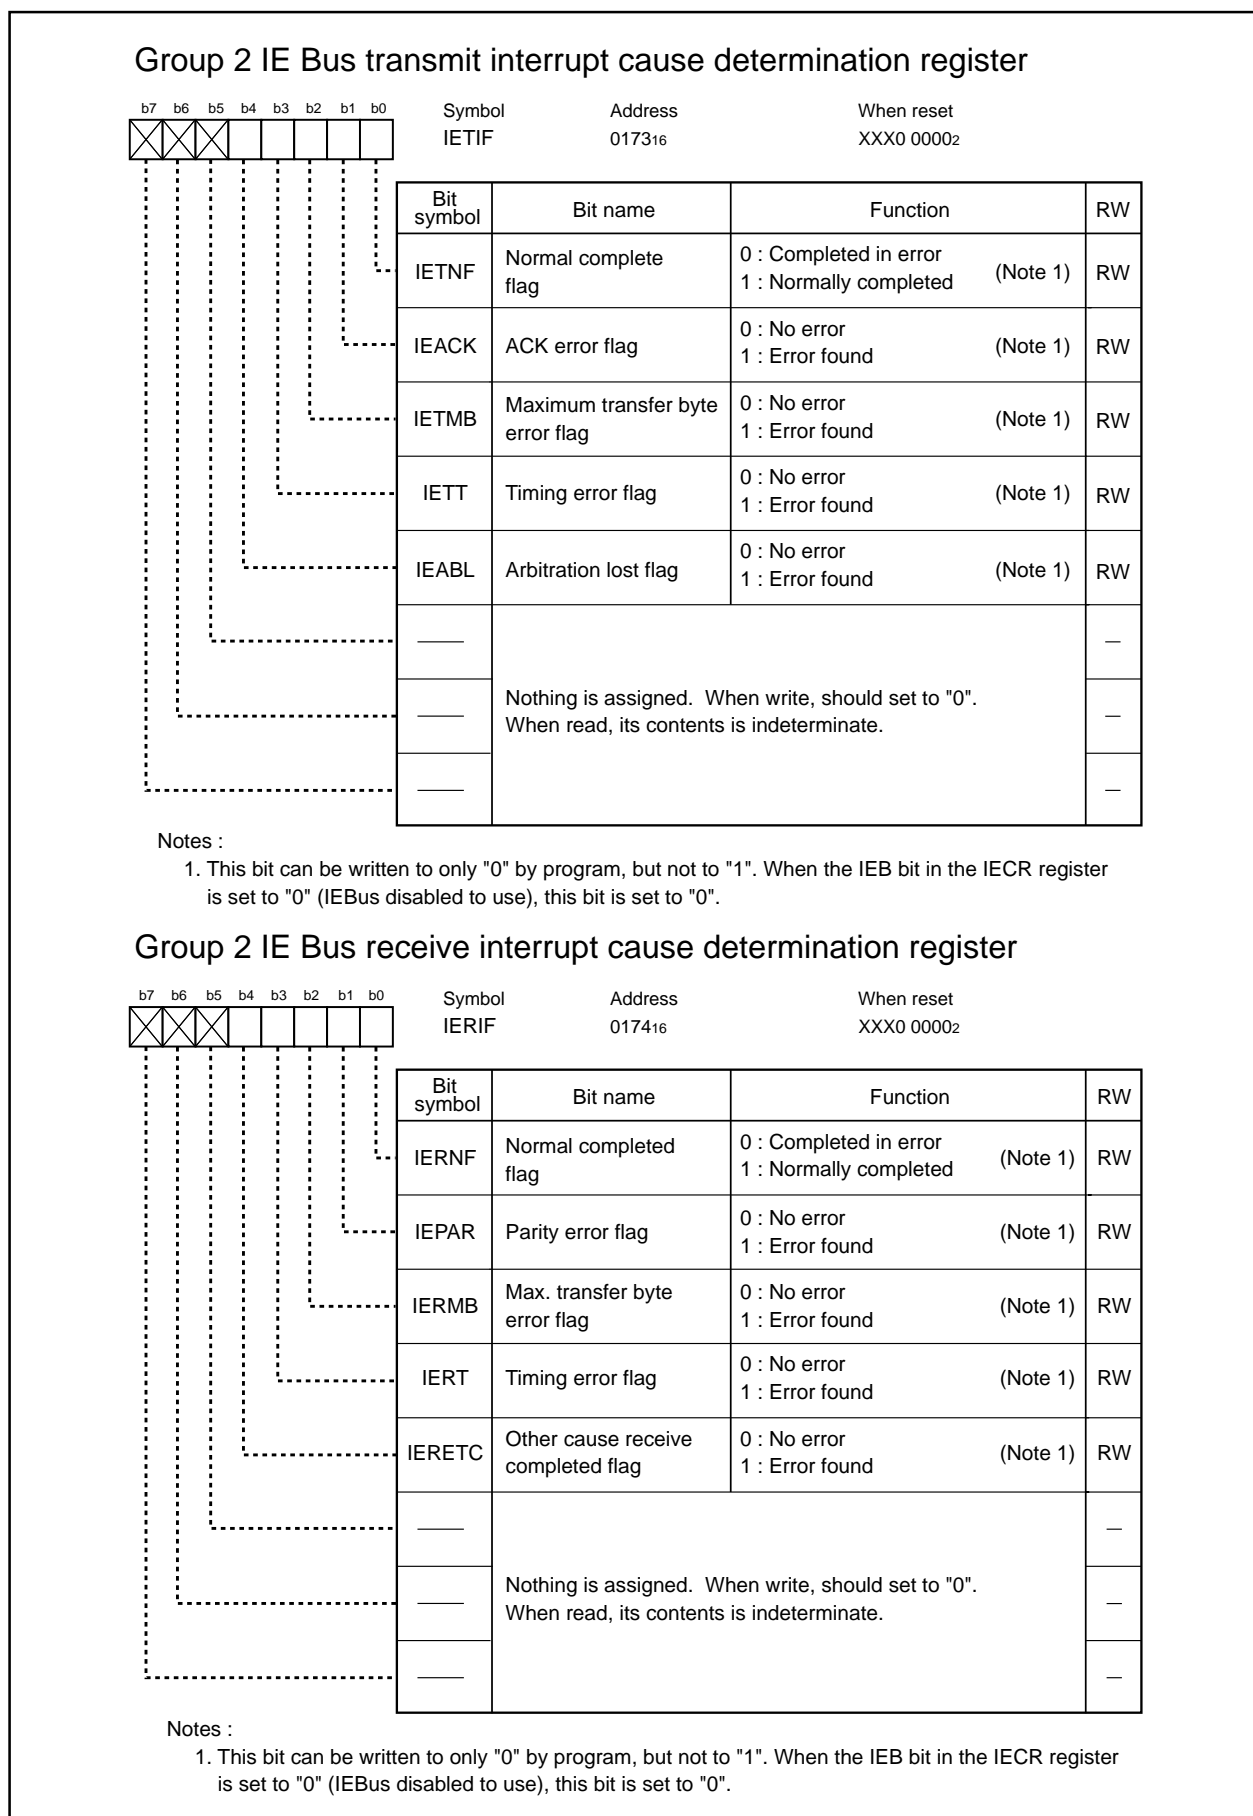 Group 2 IE Bus transmit interrupt cause determination register
b7 b6 b5 b4 b3 b2 b1 b0
Symbol Address When reset
IETIF 017316 XXX0 00002
Bit symbol Bit name Function RW
IETNF Normal complete flag 0 : Completed in error
1 : Normally completed (Note 1) RW
IEACK ACK error flag 0 : No error
1 : Error found (Note 1) RW
IETMB Maximum transfer byte error flag 0 : No error
1 : Error found (Note 1) RW
IETT Timing error flag 0 : No error
1 : Error found (Note 1) RW
IEABL Arbitration lost flag 0 : No error
1 : Error found (Note 1) RW
Nothing is assigned. When write, should set to "0".
When read, its contents is indeterminate.
Notes :
1. This bit can be written to only "0" by program, but not to "1". When the IEB bit in the IECR register
is set to "0" (IEBus disabled to use), this bit is set to "0".
Group 2 IE Bus receive interrupt cause determination register
b7 b6 b5 b4 b3 b2 b1 b0
Symbol Address When reset
IERIF 017416 XXX0 00002
Bit symbol Bit name Function RW
IERNF Normal completed flag 0 : Completed in error
1 : Normally completed (Note 1) RW
IEPAR Parity error flag 0 : No error
1 : Error found (Note 1) RW
IERMB Max. transfer byte error flag 0 : No error
1 : Error found (Note 1) RW
IERT Timing error flag 0 : No error
1 : Error found (Note 1) RW
IERETC Other cause receive completed flag 0 : No error
1 : Error found (Note 1) RW
Nothing is assigned. When write, should set to "0".
When read, its contents is indeterminate.
Notes :
1. This bit can be written to only "0" by program, but not to "1". When the IEB bit in the IECR register
is set to "0" (IEBus disabled to use), this bit is set to "0".